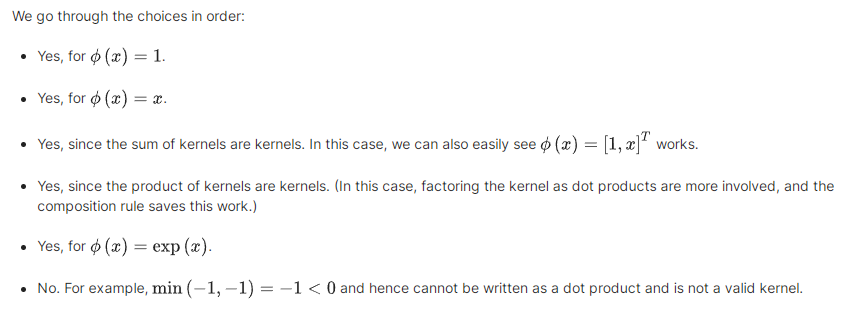 We go through the choices in order:
• Yes, for ϕ (x) = 1.
• Yes, for ϕ (x) = x.
• Yes, since the sum of kernels are kernels. In this case, we can also easily see ϕ (x) = [1, x]^T works.
• Yes, since the product of kernels are kernels. (In this case, factoring the kernel as dot products are more involved, and the
composition rule saves this work.)
• Yes, for ϕ (x) = exp (x).
• No. For example, min (−1, −1) = −1 < 0 and hence cannot be written as a dot product and is not a valid kernel.